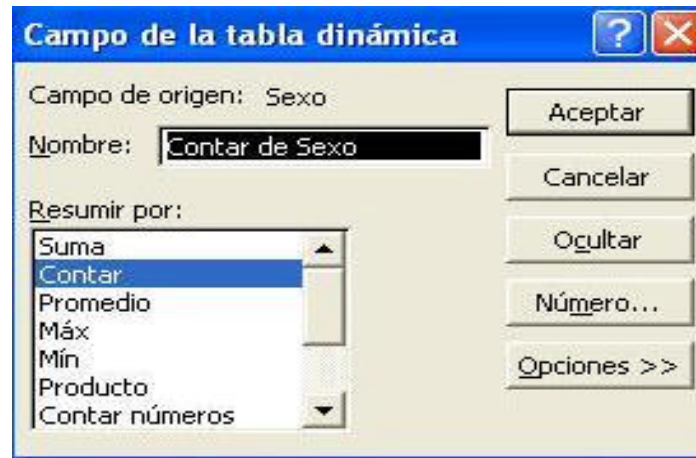 Campo de la tabla dinámica
Campo de origen: Sexo
Nombre: Contar de Sexo
Resumir por:
Suma
Contar
Promedio
Máx
Mín
Producto
Contar números
Aceptar
Cancelar
Ocultar
Número...
Opciones >>